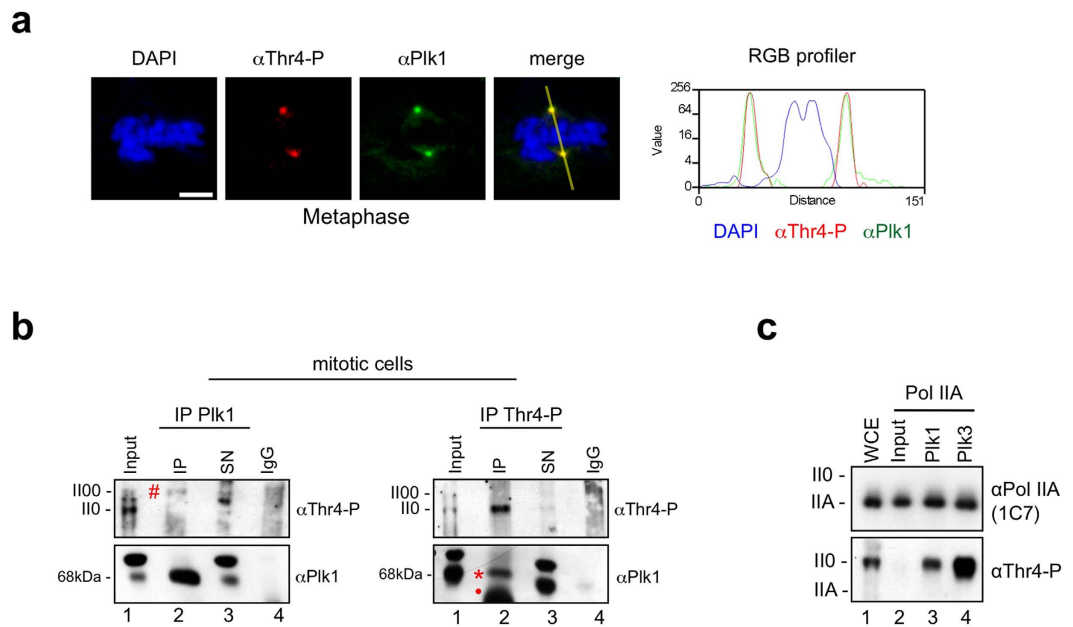 a
DAPI αThr4-P αPlk1 merge
Metaphase
RGB profiler
256
64
16
4
0
Value
0 Distance 151
DAPI αThr4-P αPlk1
b
mitotic cells
IP Plk1
Input IP SN IgG
II00 - #
II0 -
αThr4-P
68kDa -
αPlk1
1 2 3 4
IP Thr4-P
Input IP SN IgG
II00 -
II0 -
αThr4-P
68kDa - *
•
αPlk1
1 2 3 4
c
Pol IIA
WCE Input Plk1 Plk3
II0 -
IIA -
αPol IIA
(1C7)
II0 -
IIA -
αThr4-P
1 2 3 4